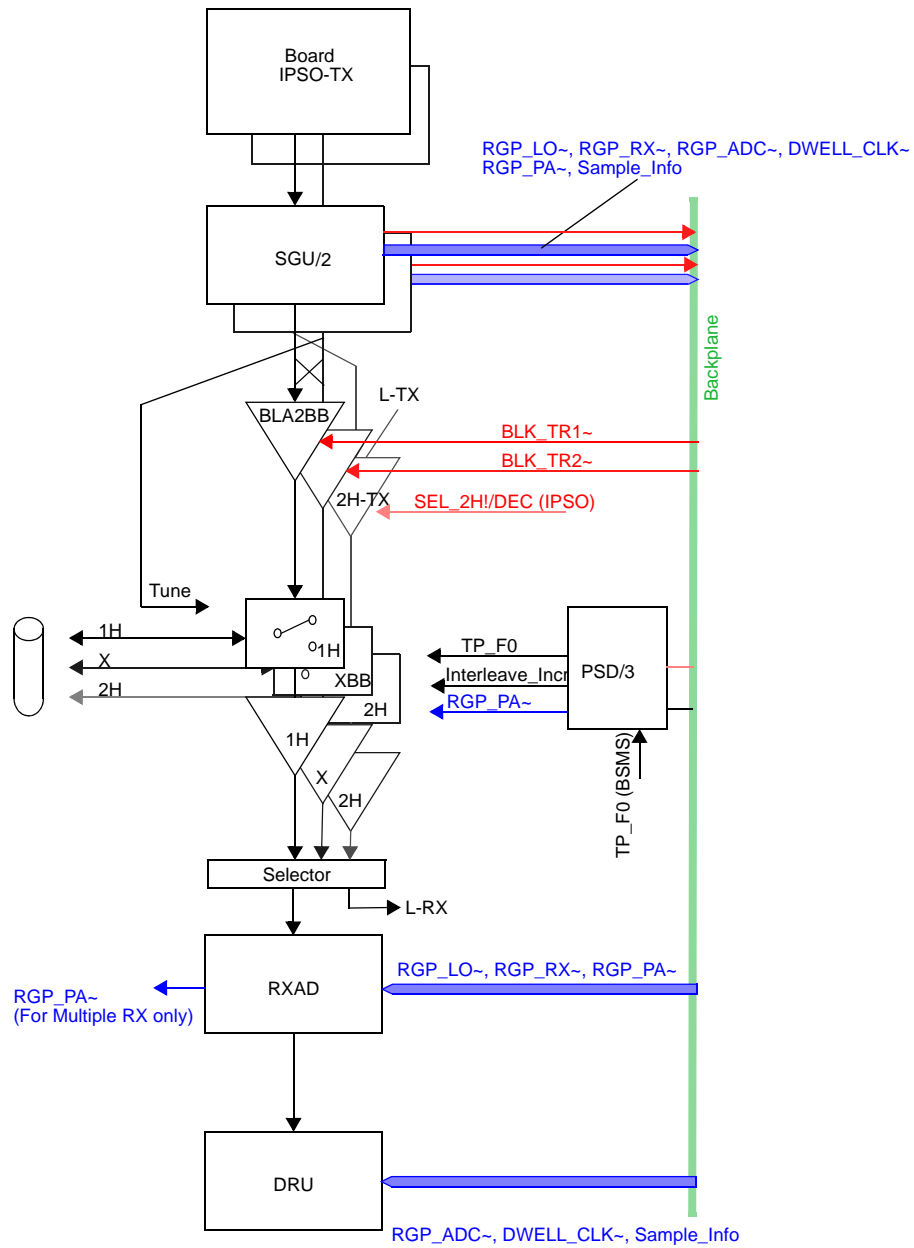 Board
IPSO-TX
RGP_LO~, RGP_RX~, RGP_ADC~, DWELL_CLK~
RGP_PA~, Sample_Info
SGU/2
Backplane
L-TX
BLA2BB
BLK_TR1~
BLK_TR2~
2H-TX
SEL_2H!/DEC (IPSO)
Tune
1H
1H
X
XBB
2H
2H
TP_F0
Interleave_Incr
RGP_PA~
PSD/3
TP_F0 (BSMS)
1H
X
2H
Selector
L-RX
RXAD
RGP_LO~, RGP_RX~, RGP_PA~
RGP_PA~
(For Multiple RX only)
DRU
RGP_ADC~, DWELL_CLK~, Sample_Info